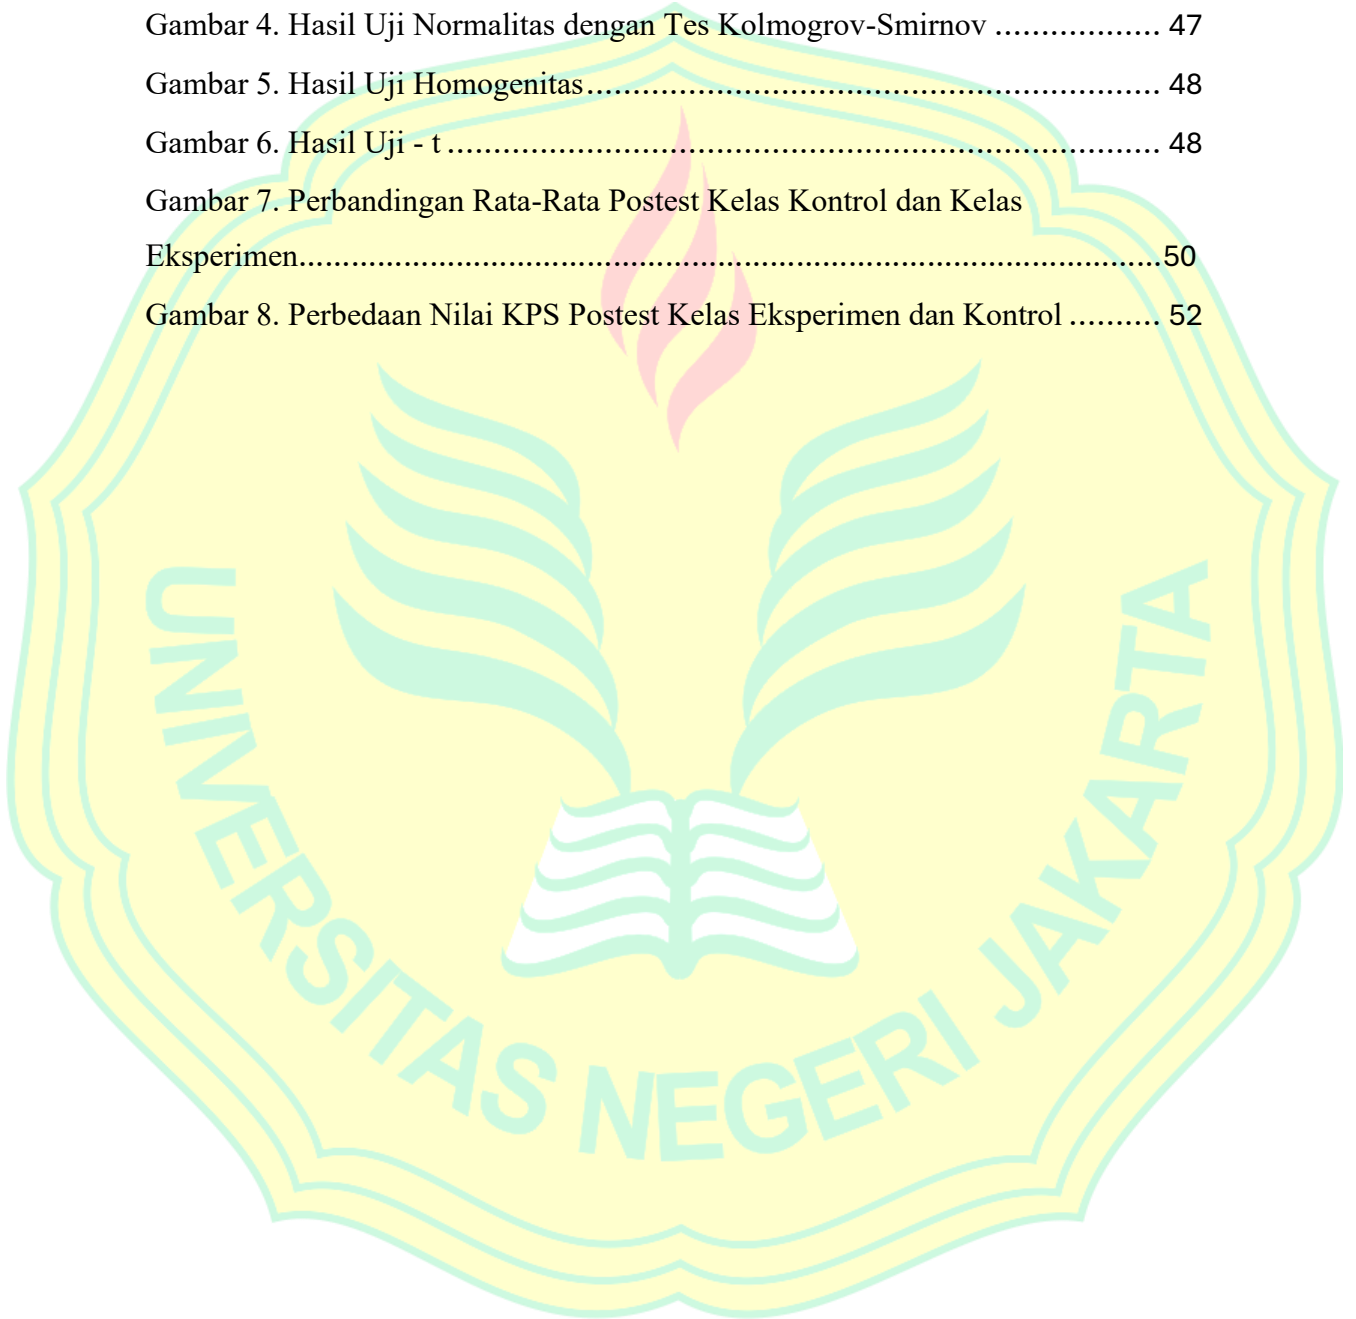 Gambar 4. Hasil Uji Normalitas dengan Tes Kolmogrov-Smirnov .................. 47
Gambar 5. Hasil Uji Homogenitas.............................................................. 48
Gambar 6. Hasil Uji - t .............................................................................. 48
Gambar 7. Perbandingan Rata-Rata Postest Kelas Kontrol dan Kelas
Eksperimen.................................................................................................50
Gambar 8. Perbedaan Nilai KPS Postest Kelas Eksperimen dan Kontrol .......... 52
UNIVERSITAS NEGERI JAKARTA